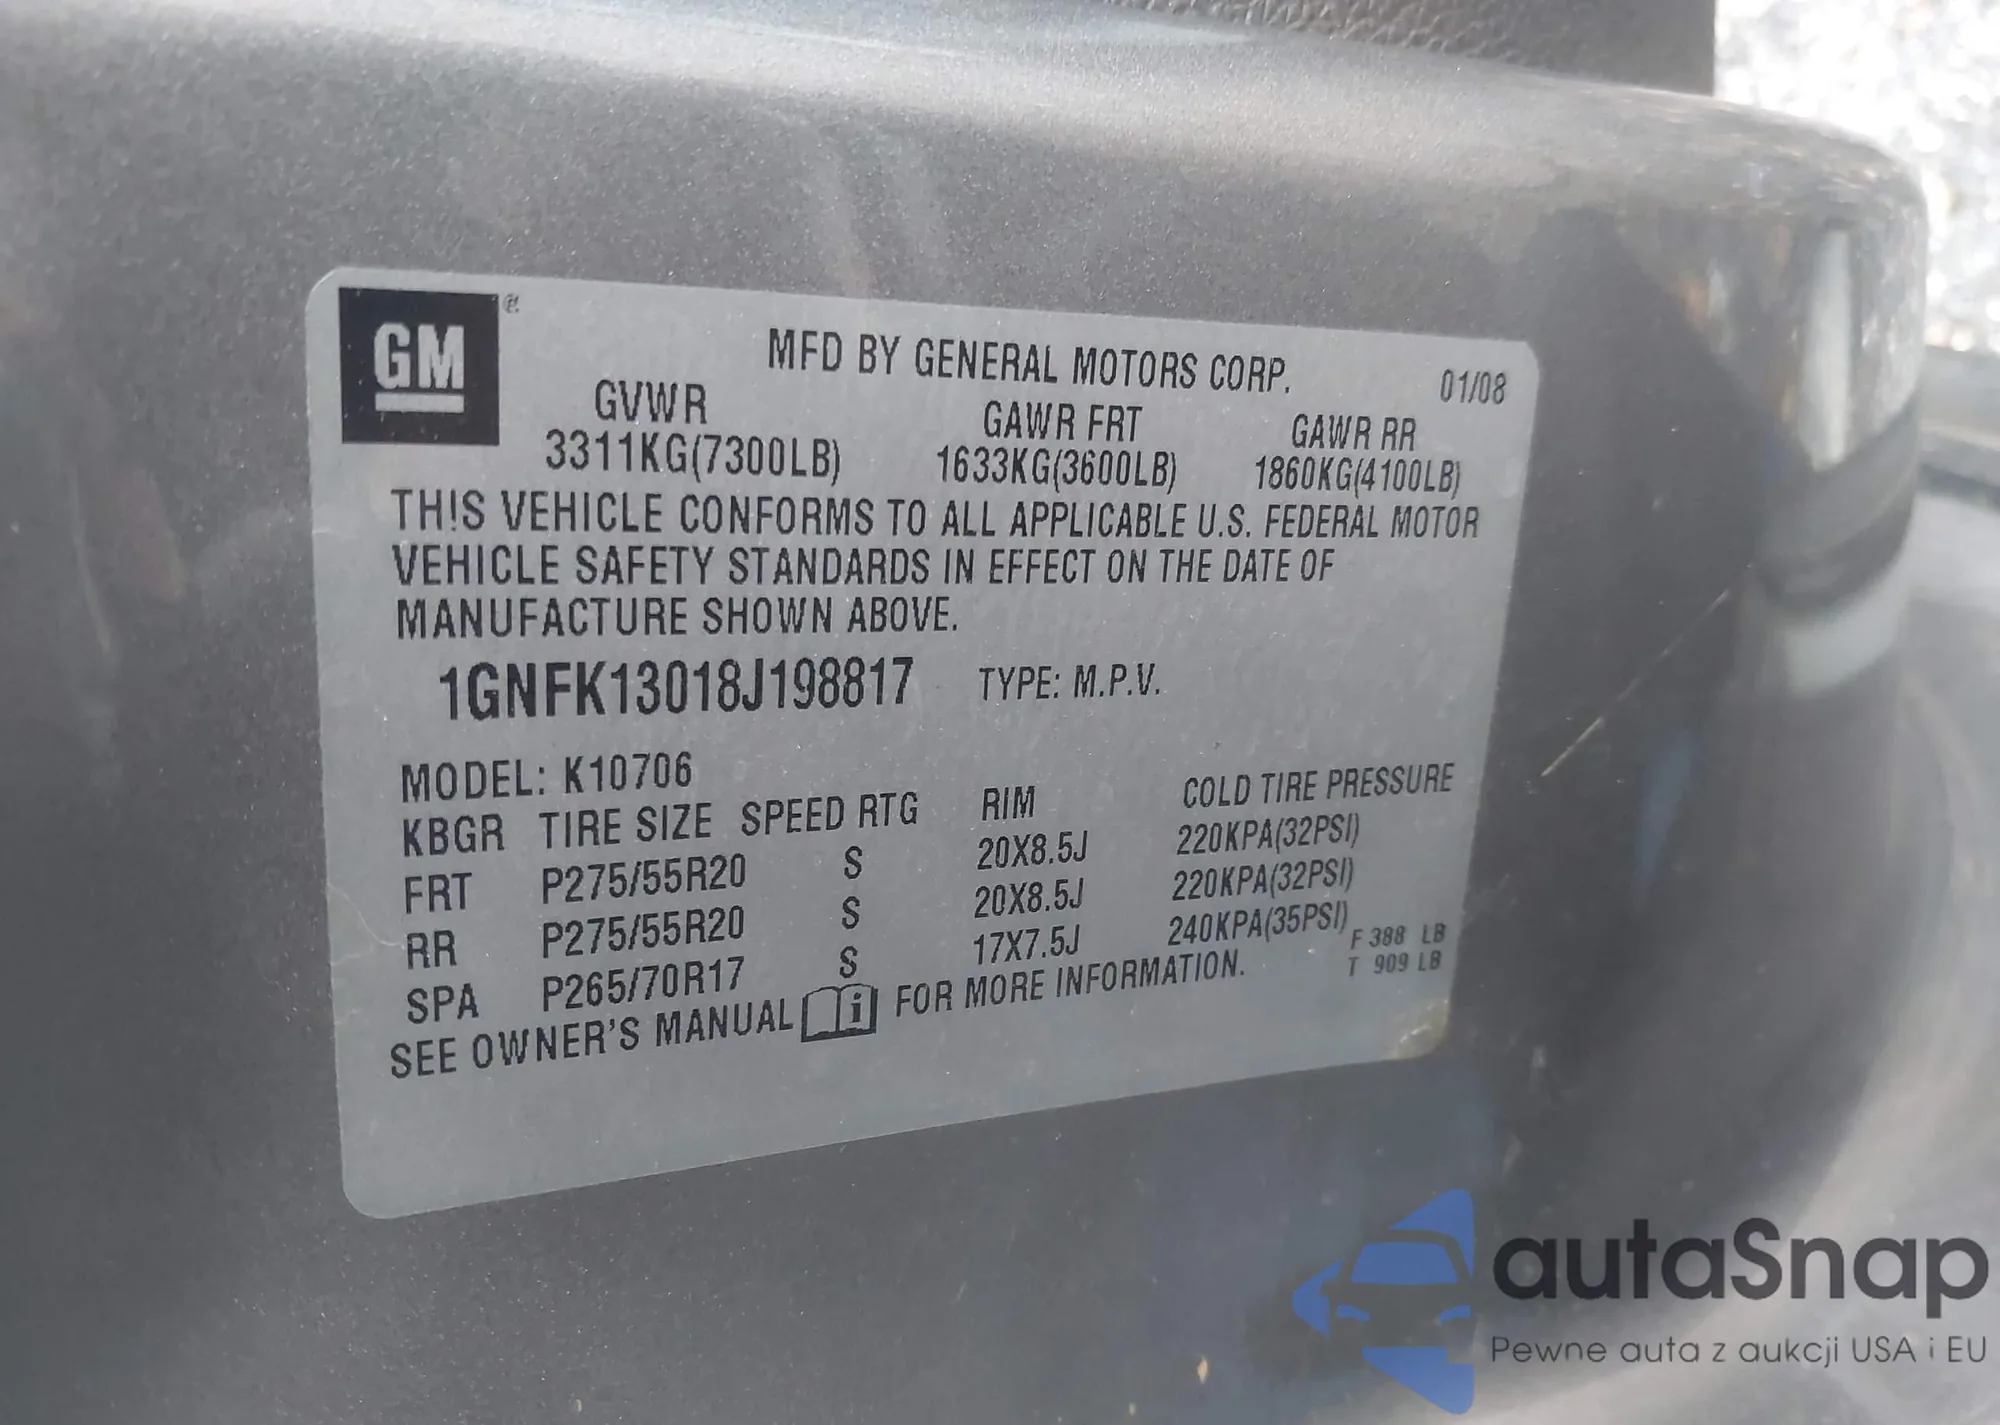 GM ®
MFD BY GENERAL MOTORS CORP. 01/08
GVWR GAWR FRT GAWR RR
3311KG(7300LB) 1633KG(3600LB) 1860KG(4100LB)
THIS VEHICLE CONFORMS TO ALL APPLICABLE U.S. FEDERAL MOTOR
VEHICLE SAFETY STANDARDS IN EFFECT ON THE DATE OF
MANUFACTURE SHOWN ABOVE.
1GNFK13018J198817 TYPE: M.P.V.
MODEL: K10706
KBGR TIRE SIZE SPEED RTG RIM COLD TIRE PRESSURE
FRT P275/55R20 S 20X8.5J 220KPA(32PSI)
RR P275/55R20 S 20X8.5J 220KPA(32PSI)
SPA P265/70R17 S 17X7.5J 240KPA(35PSI)
F 388 LB
T 909 LB
SEE OWNER'S MANUAL i FOR MORE INFORMATION.
autaSnap
Pewne auta z aukcji USA i EU